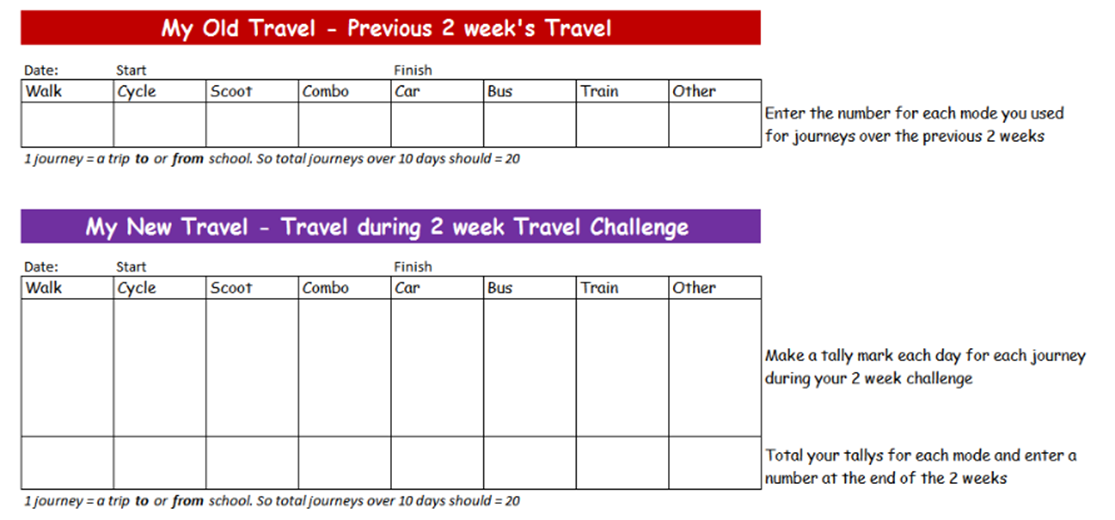 My Old Travel - Previous 2 week's Travel
Date: Start Finish
Walk Cycle Scoot Combo Car Bus Train Other
Enter the number for each mode you used
for journeys over the previous 2 weeks
1 journey = a trip to or from school. So total journeys over 10 days should = 20
My New Travel - Travel during 2 week Travel Challenge
Date: Start Finish
Walk Cycle Scoot Combo Car Bus Train Other
Make a tally mark each day for each journey
during your 2 week challenge
Total your tallys for each mode and enter a
number at the end of the 2 weeks
1 journey = a trip to or from school. So total journeys over 10 days should = 20